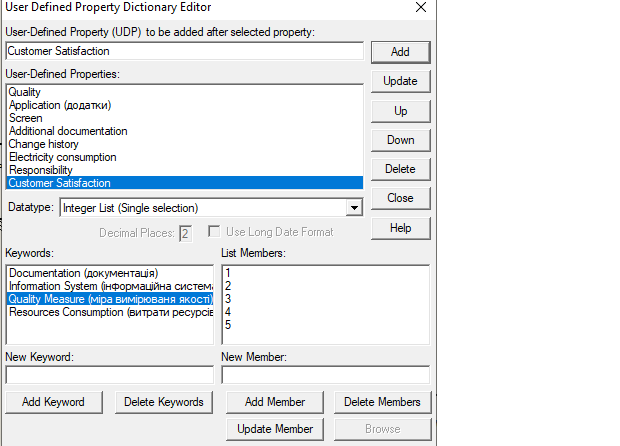 User Defined Property Dictionary Editor
User-Defined Property (UDP) to be added after selected property:
Customer Satisfaction
Add
User-Defined Properties:
Update
Quality
Application (додатки)
Screen
Additional documentation
Change history
Electricity consumption
Responsibility
Customer Satisfaction
Up
Down
Delete
Close
Help
Datatype: Integer List (Single selection)
Decimal Places: 2 Use Long Date Format
Keywords:
Documentation (документація)
Information System (інформаційна система
Quality Measure (міра вимірюваня якості)
Resources Consumption (витрати ресурсів
List Members:
1
2
3
4
5
New Keyword:
New Member:
Add Keyword
Delete Keywords
Add Member
Delete Members
Update Member
Browse